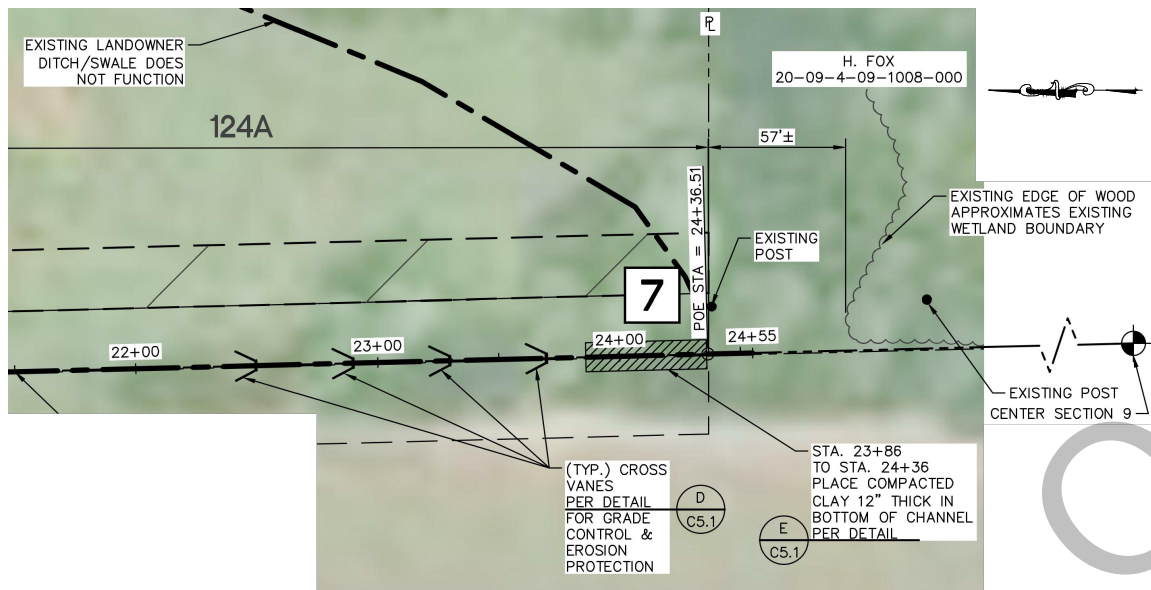 EXISTING LANDOWNER
DITCH/SWALE DOES
NOT FUNCTION
PL
H. FOX
20-09-4-09-1008-000
124A
57'±
EXISTING EDGE OF WOOD
APPROXIMATES EXISTING
WETLAND BOUNDARY
POE STA = 24+36.51
EXISTING
POST
7
22+00
23+00
24+00
24+55
EXISTING POST
CENTER SECTION 9
(TYP.) CROSS
VANES
PER DETAIL
FOR GRADE
CONTROL &
EROSION
PROTECTION
D
C5.1
E
C5.1
STA. 23+86
TO STA. 24+36
PLACE COMPACTED
CLAY 12" THICK IN
BOTTOM OF CHANNEL
PER DETAIL